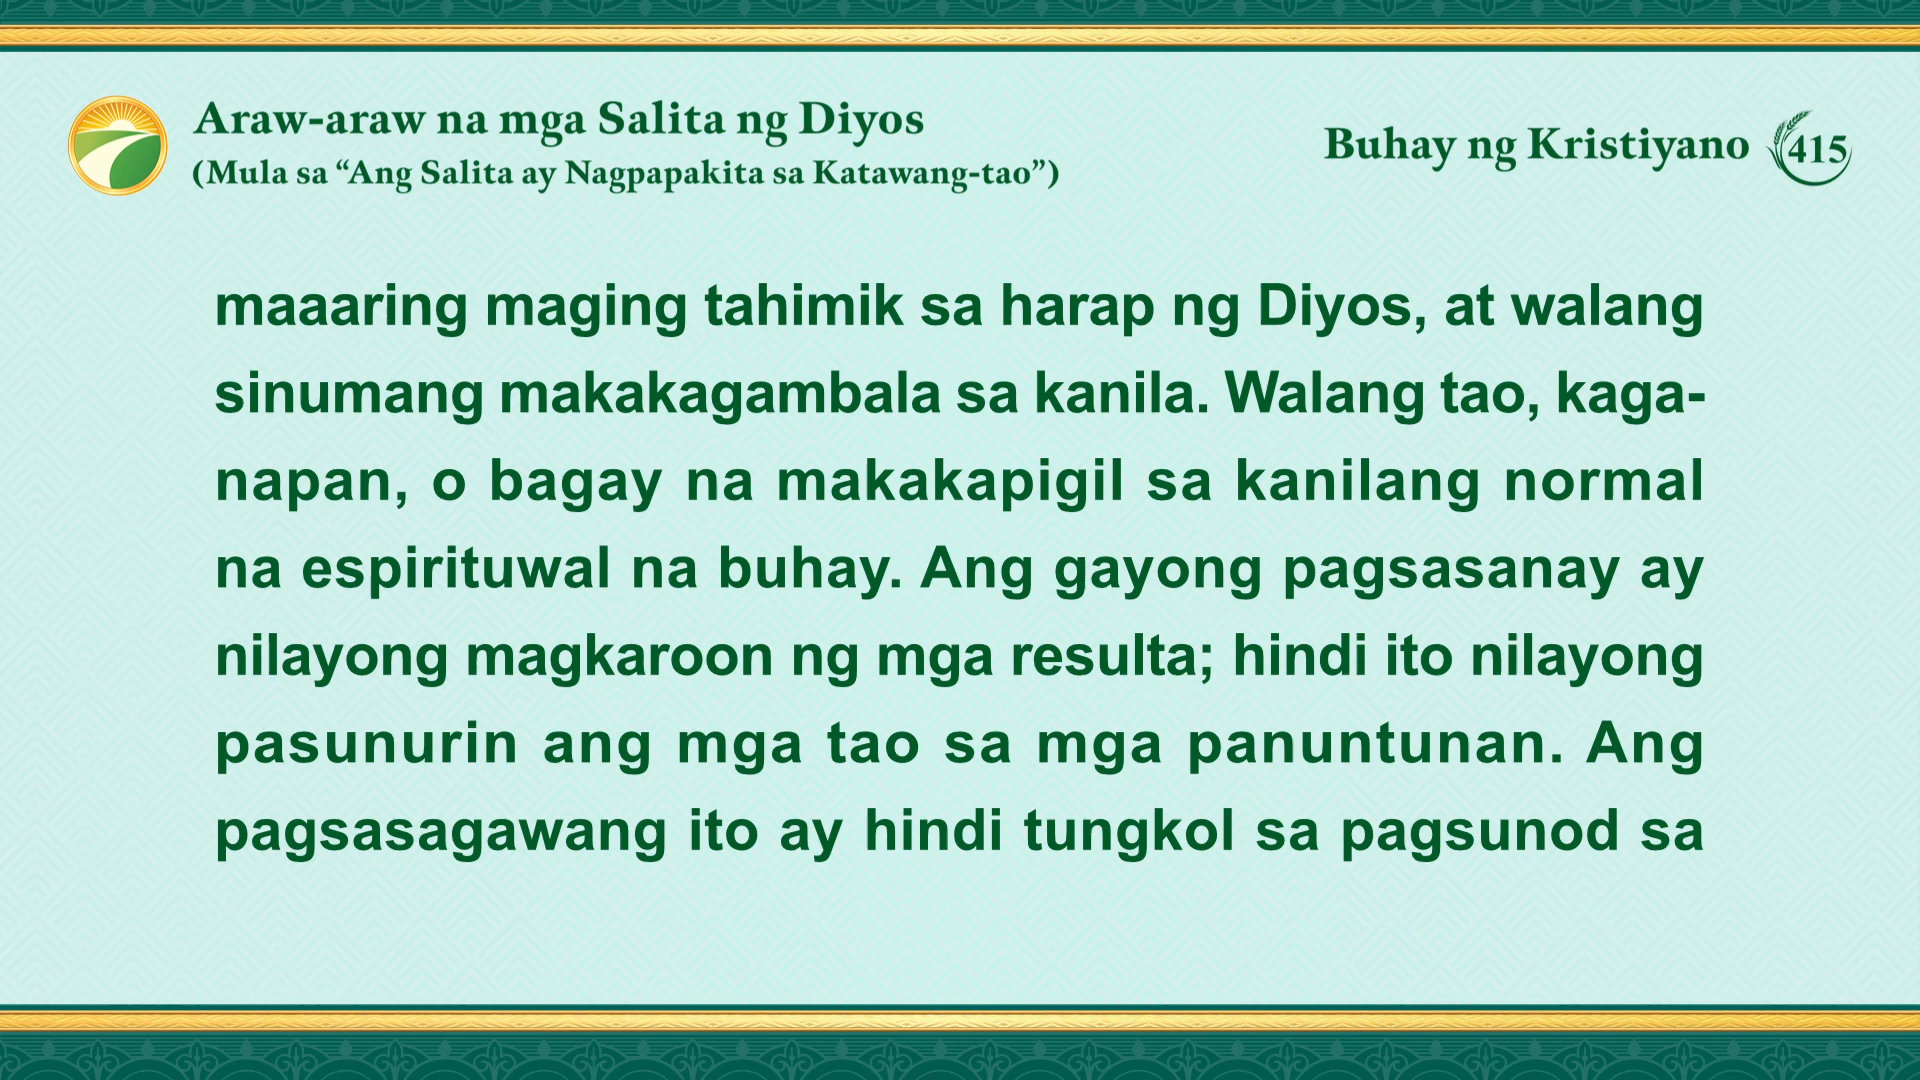 Araw-araw na mga Salita ng Diyos
(Mula sa “Ang Salita ay Nagpapakita sa Katawang-tao”)
Buhay ng Kristiyano 415
maaaring maging tahimik sa harap ng Diyos, at walang
sinumang makakagambala sa kanila. Walang tao, kaga-
napan, o bagay na makakapigil sa kanilang normal
na espirituwal na buhay. Ang gayong pagsasanay ay
nilayong magkaroon ng mga resulta; hindi ito nilayong
pasunurin ang mga tao sa mga panuntunan. Ang
pagsasagawang ito ay hindi tungkol sa pagsunod sa